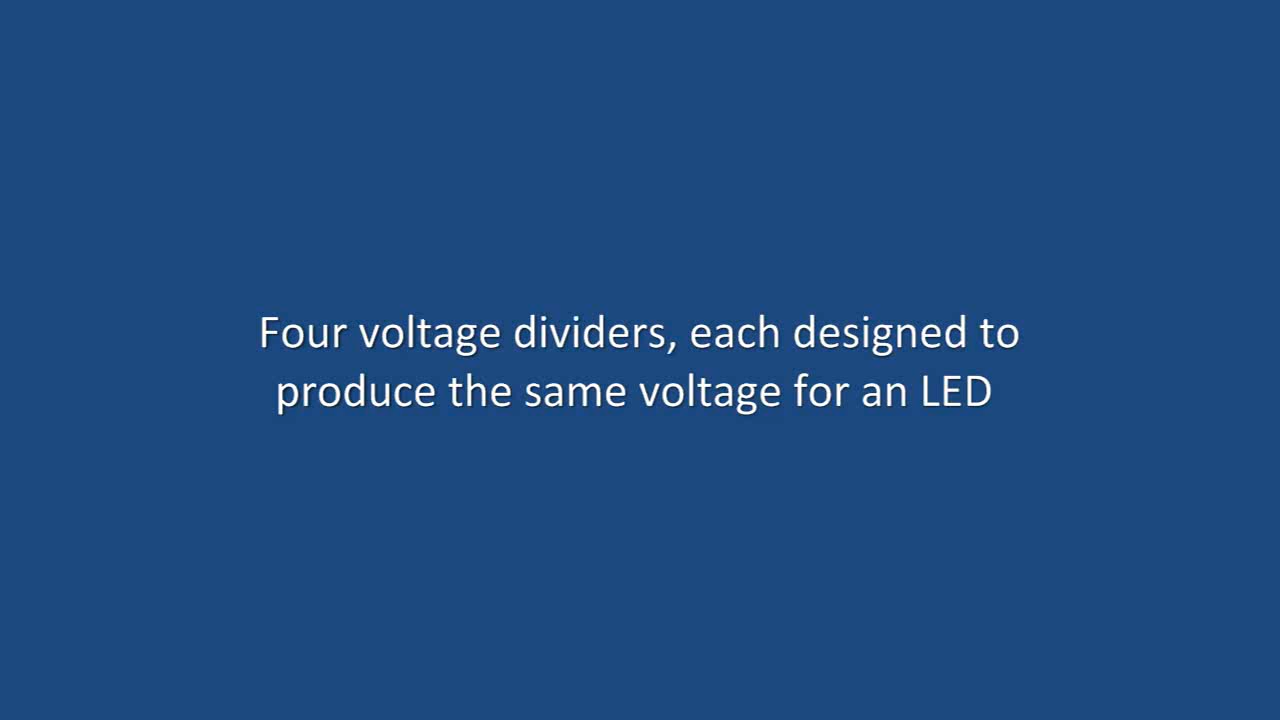 Four voltage dividers, each designed to
produce the same voltage for an LED